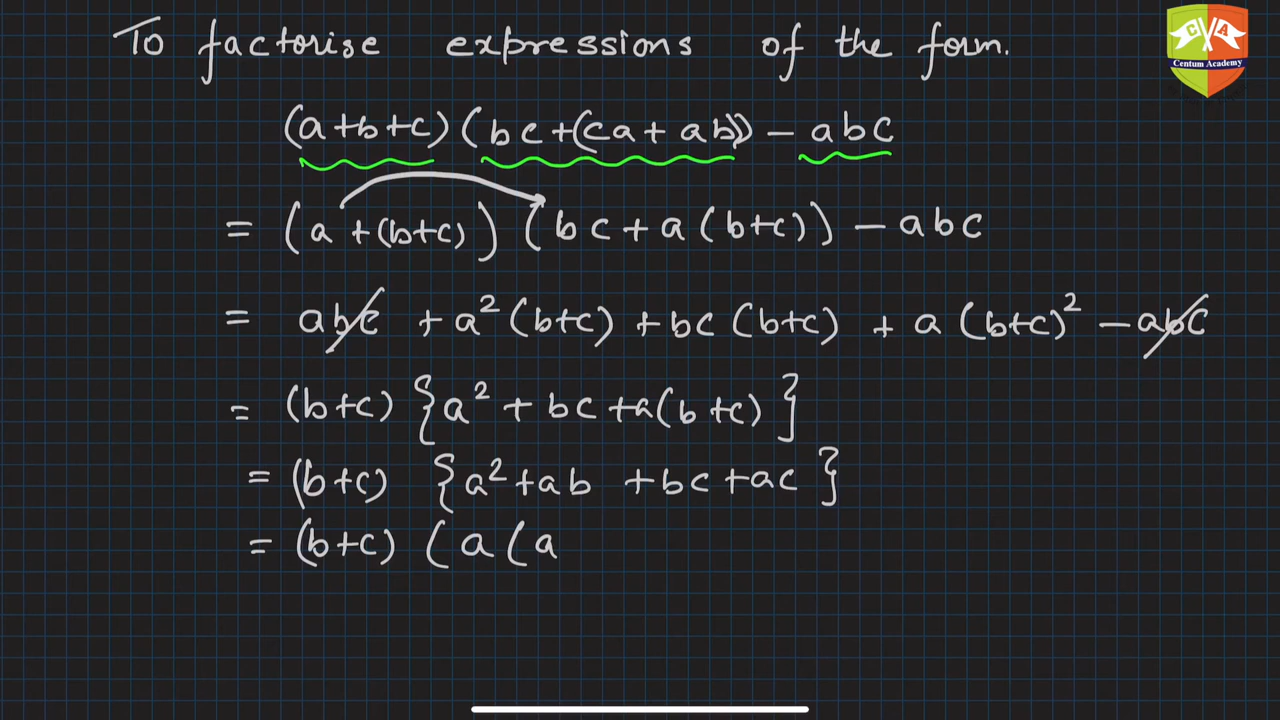 To factorise expressions of the form.
(a+b+c)(bc+(ca+ab)) - abc
= (a+(b+c)) (bc+a(b+c)) - abc
= abc + a²(b+c) + bc(b+c) + a(b+c)² - abc
= (b+c) {a² + bc + a(b+c)}
= (b+c) {a²+ab +bc+ac}
= (b+c) (a(a
CA
Centum Academy